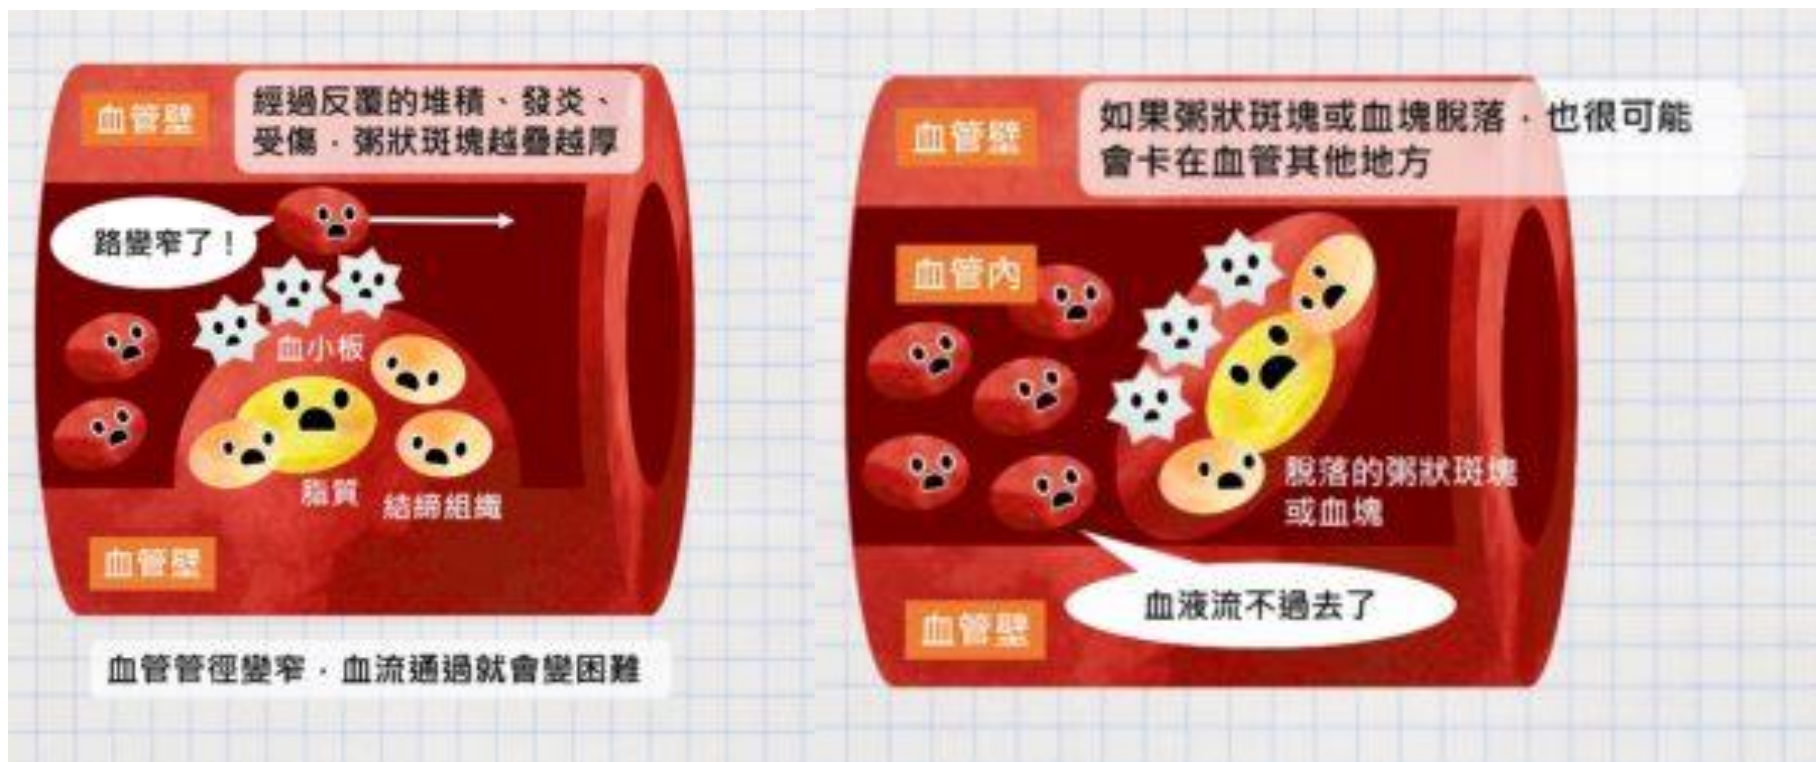 血管壁
經過反覆的堆積、發炎、
受傷，粥狀斑塊越疊越厚
路變窄了！
血小板
脂質
結締組織
血管壁
血管管徑變窄，血流通過就會變困難
血管壁
如果粥狀斑塊或血塊脫落，也很可能
會卡在血管其他地方
血管內
脫落的粥狀斑塊
或血塊
血液流不過去了
血管壁